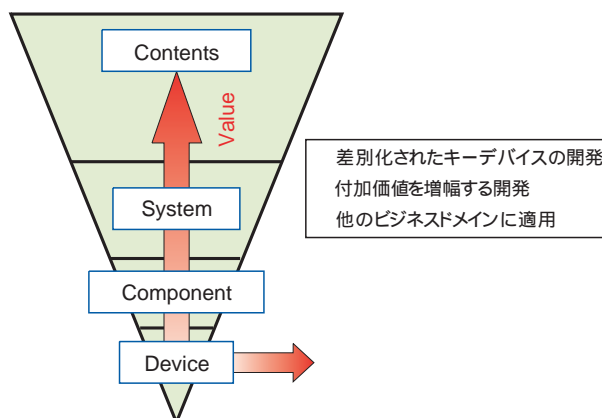 Contents
Value
System
Component
Device
差別化されたキーデバイスの開発
付加価値を増幅する開発
他のビジネスドメインに適用